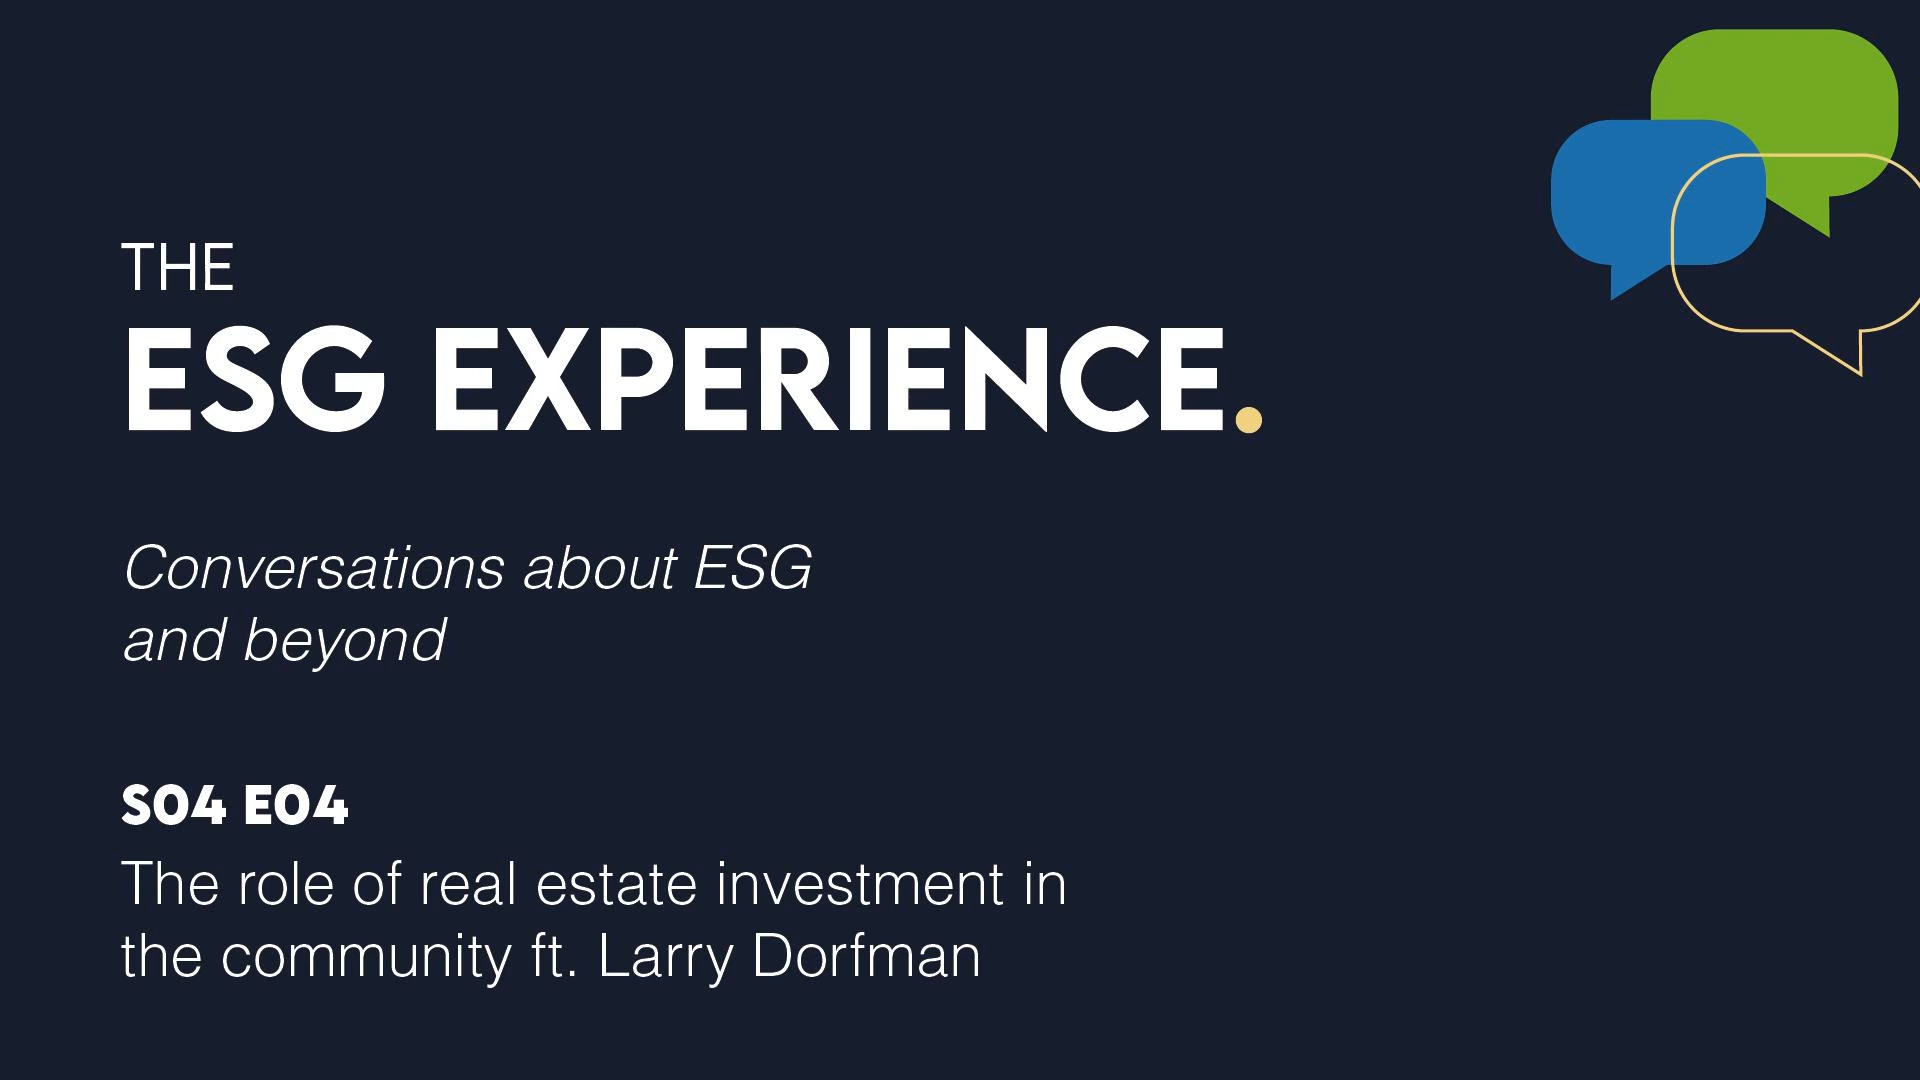 THE
ESG EXPERIENCE.
Conversations about ESG
and beyond
S04 E04
The role of real estate investment in
the community ft. Larry Dorfman